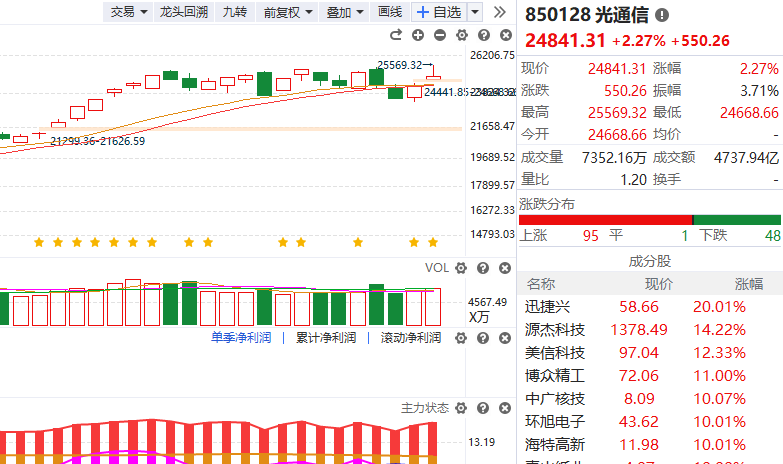 交易 龙头回溯 九转 前复权 叠加 画线 + 自选
850128 光通信
24841.31 +2.27% +550.26
现价 24841.31 涨幅 2.27%
涨跌 550.26 振幅 3.71%
最高 25569.32 最低 24668.66
今开 24668.66 均价 -
成交量 7352.16万 成交额 4737.94亿
量比 1.20 换手 -
涨跌分布
上涨 95 平 1 下跌 48
成分股
名称 现价 涨幅
迅捷兴 58.66 20.01%
源杰科技 1378.49 14.22%
美信科技 97.04 12.33%
博众精工 72.06 11.00%
中广核技 8.09 10.07%
环旭电子 43.62 10.01%
海特高新 11.98 10.01%
26206.75
25569.32
24441.85
21658.47
21299.36-21626.59
19689.52
17899.57
16272.33
14793.03
VOL
4567.49
X万
单季净利润 累计净利润 滚动净利润
主力状态
13.19